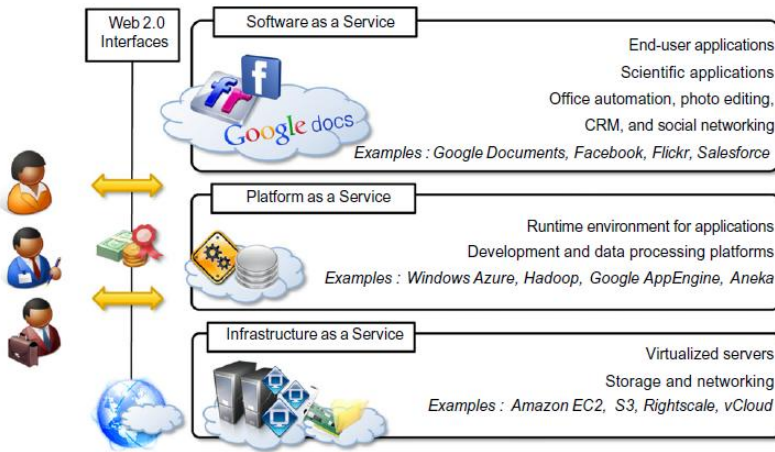 Web 2.0
Interfaces
Software as a Service
End-user applications
Scientific applications
Office automation, photo editing,
CRM, and social networking
Examples : Google Documents, Facebook, Flickr, Salesforce
f
fr
Google docs
Platform as a Service
Runtime environment for applications
Development and data processing platforms
Examples : Windows Azure, Hadoop, Google AppEngine, Aneka
Infrastructure as a Service
Virtualized servers
Storage and networking
Examples : Amazon EC2, S3, Rightscale, vCloud